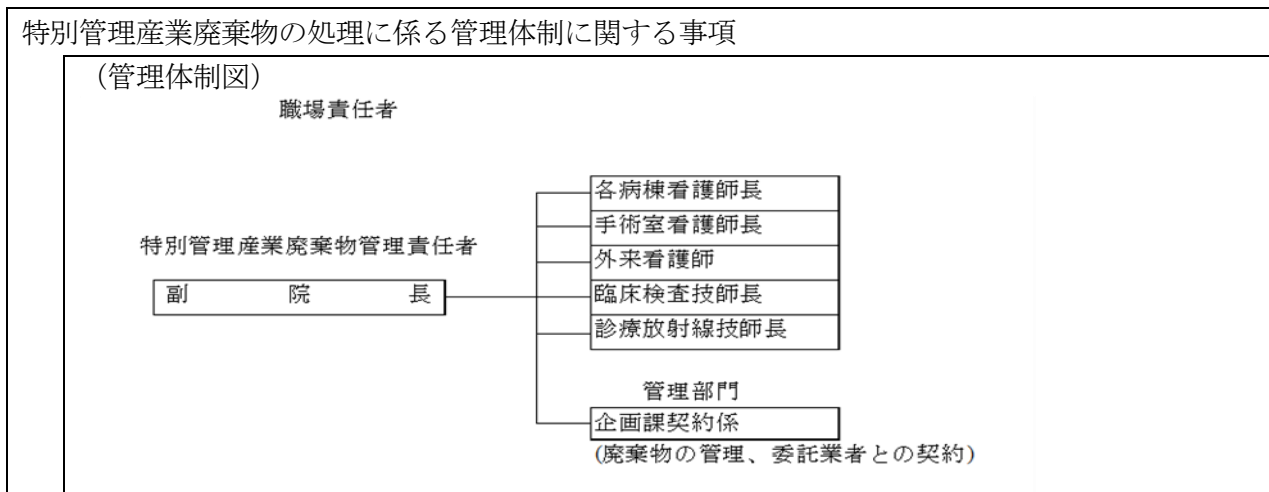 特別管理産業廃棄物の処理に係る管理体制に関する事項
（管理体制図）
職場責任者
各病棟看護師長
手術室看護師長
特別管理産業廃棄物管理責任者
外来看護師
副院長
臨床検査技師長
診療放射線技師長
管理部門
企画課契約係
(廃棄物の管理、委託業者との契約)